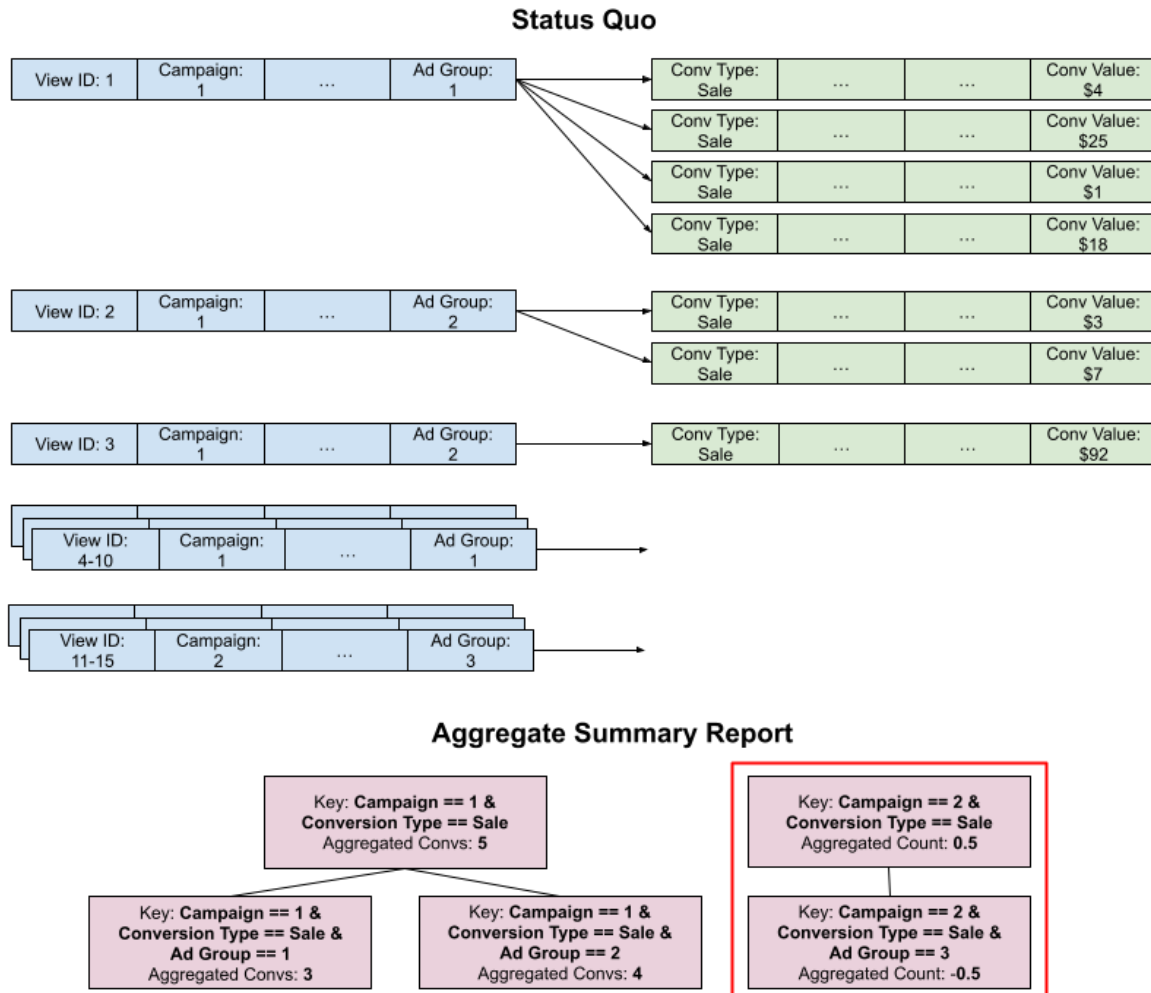 Status Quo
View ID: 1
Campaign:
1
...
Ad Group:
1
Conv Type:
Sale
...
...
Conv Value:
$4
Conv Type:
Sale
...
...
Conv Value:
$25
Conv Type:
Sale
...
...
Conv Value:
$1
Conv Type:
Sale
...
...
Conv Value:
$18
View ID: 2
Campaign:
1
...
Ad Group:
2
Conv Type:
Sale
...
...
Conv Value:
$3
Conv Type:
Sale
...
...
Conv Value:
$7
View ID: 3
Campaign:
1
...
Ad Group:
2
Conv Type:
Sale
...
...
Conv Value:
$92
View ID:
4-10
Campaign:
1
...
Ad Group:
1
View ID:
11-15
Campaign:
2
...
Ad Group:
3
Aggregate Summary Report
Key: Campaign == 1 &
Conversion Type == Sale
Aggregated Convs: 5
Key: Campaign == 2 &
Conversion Type == Sale
Aggregated Count: 0.5
Key: Campaign == 1 &
Conversion Type == Sale &
Ad Group == 1
Aggregated Convs: 3
Key: Campaign == 1 &
Conversion Type == Sale &
Ad Group == 2
Aggregated Convs: 4
Key: Campaign == 2 &
Conversion Type == Sale &
Ad Group == 3
Aggregated Count: -0.5